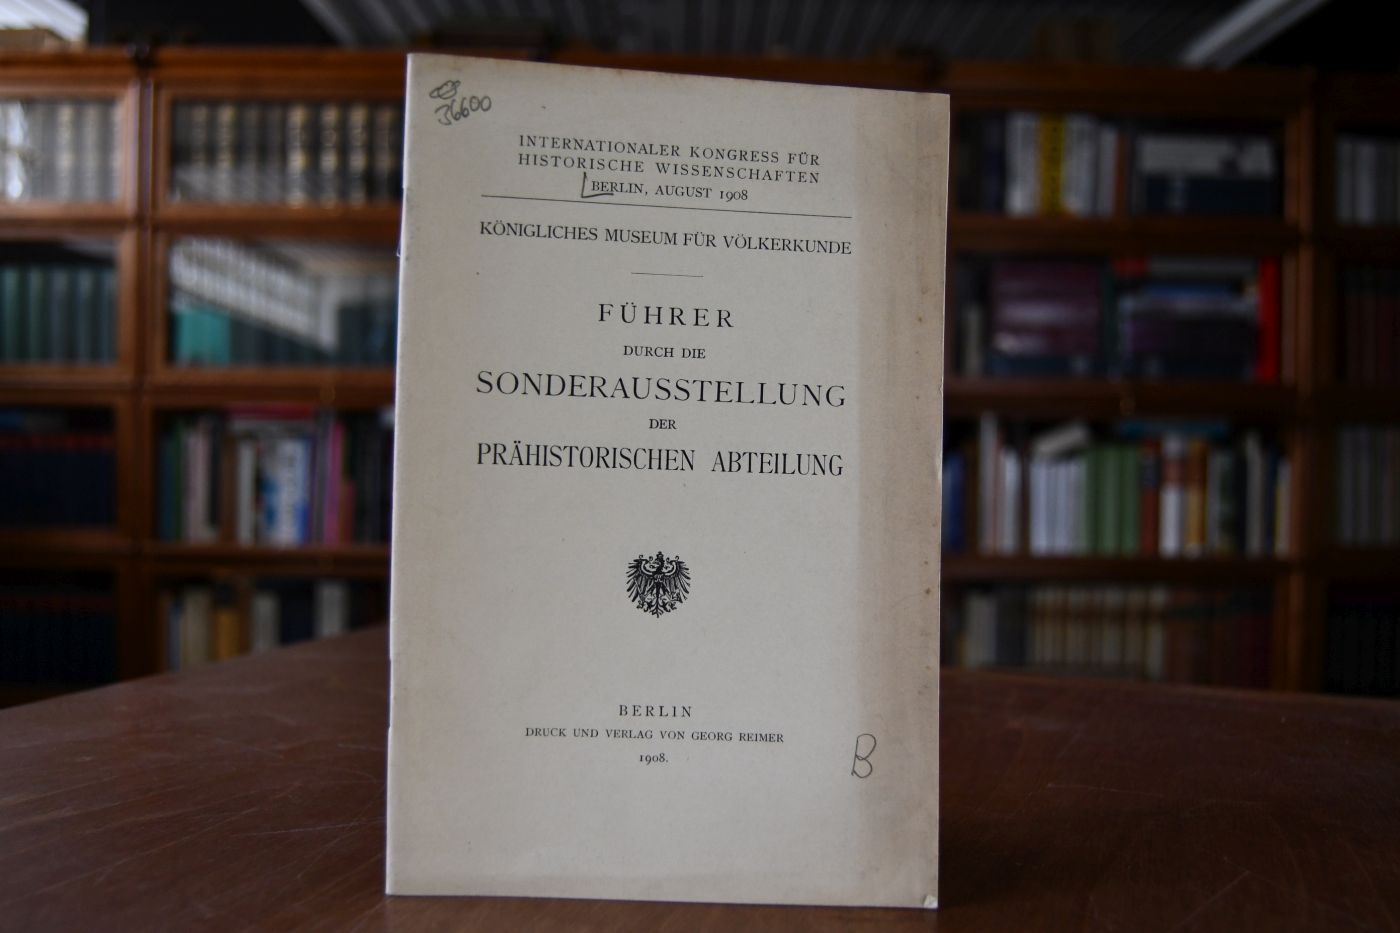 36600
INTERNATIONALER KONGRESS FÜR
HISTORISCHE WISSENSCHAFTEN
BERLIN, AUGUST 1908
KÖNIGLICHES MUSEUM FÜR VÖLKERKUNDE
FÜHRER
DURCH DIE
SONDERAUSSTELLUNG
DER
PRÄHISTORISCHEN ABTEILUNG
BERLIN
DRUCK UND VERLAG VON GEORG REIMER
1908.
B